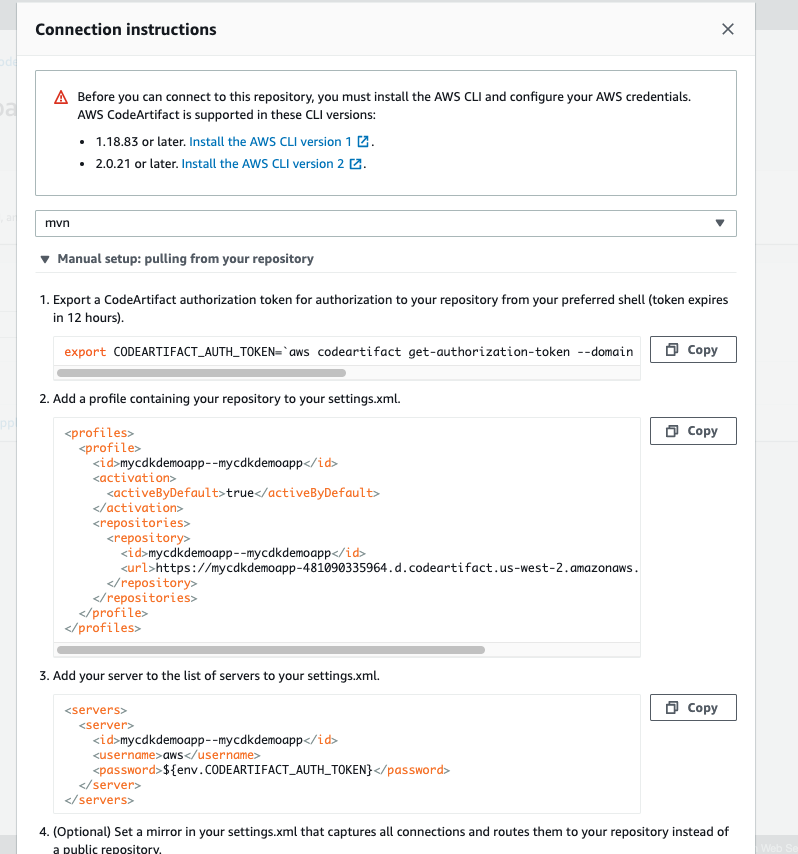 Connection instructions
Before you can connect to this repository, you must install the AWS CLI and configure your AWS credentials.
AWS CodeArtifact is supported in these CLI versions:
• 1.18.83 or later. Install the AWS CLI version 1.
• 2.0.21 or later. Install the AWS CLI version 2.
mvn
▼ Manual setup: pulling from your repository
1. Export a CodeArtifact authorization token for authorization to your repository from your preferred shell (token expires
in 12 hours).
export CODEARTIFACT_AUTH_TOKEN=`aws codeartifact get-authorization-token --domain
Copy
2. Add a profile containing your repository to your settings.xml.
Copy
<profiles>
  <profile>
    <id>mycdkdemoapp--mycdkdemoapp</id>
    <activation>
      <activeByDefault>true</activeByDefault>
    </activation>
    <repositories>
      <repository>
        <id>mycdkdemoapp--mycdkdemoapp</id>
        <url>https://mycdkdemoapp-481090335964.d.codeartifact.us-west-2.amazonaws.
      </repository>
    </repositories>
  </profile>
</profiles>
3. Add your server to the list of servers to your settings.xml.
Copy
<servers>
  <server>
    <id>mycdkdemoapp--mycdkdemoapp</id>
    <username>aws</username>
    <password>${env.CODEARTIFACT_AUTH_TOKEN}</password>
  </server>
</servers>
4. (Optional) Set a mirror in your settings.xml that captures all connections and routes them to your repository instead of
a public repository.